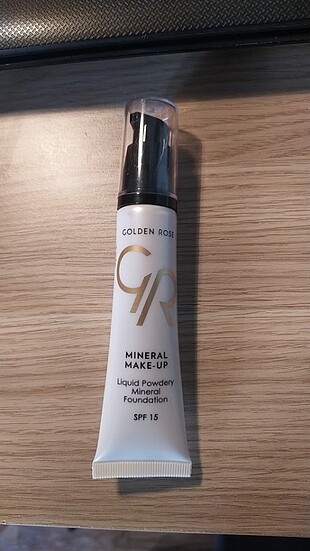 GOLDEN ROSE
GR
MINERAL
MAKE-UP
Liquid Powdery
Mineral
Foundation
SPF 15